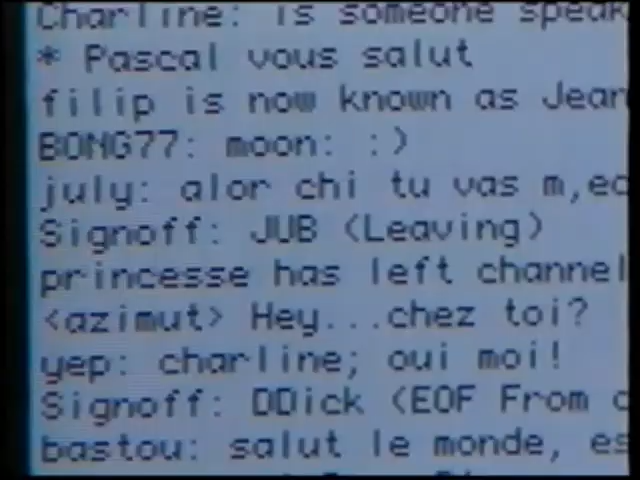 Charline: is someone speak
* Pascal vous salut
filip is now known as Jean
BONG77: moon: :)
july: alor chi tu vas m,ec
Signoff: JUB (Leaving)
princesse has left channel
<azimut> Hey...chez toi?
yep: charline; oui moi!
Signoff: DDick (EOF From c
bastou: salut le monde, es